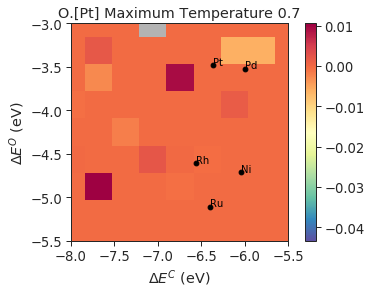 O.[Pt] Maximum Temperature 0.7
−3.0
−3.5
−4.0
−4.5
−5.0
−5.5
ΔE^O (eV)
Pt
Pd
Rh
Ni
Ru
−8.0 −7.5 −7.0 −6.5 −6.0 −5.5
ΔE^C (eV)
0.01
0.00
−0.01
−0.02
−0.03
−0.04